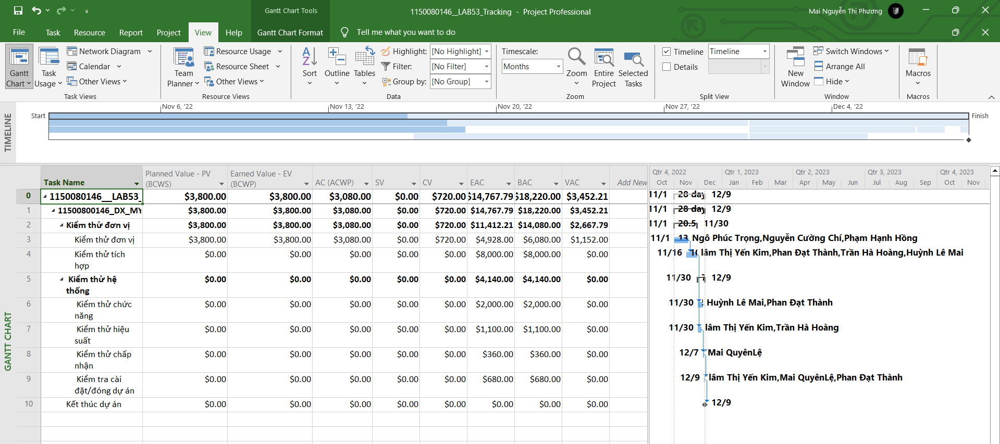 Gantt Chart Tools
1150080146__LAB53_Tracking - Project Professional
Mai Nguyễn Thị Phương
File Task Resource Report Project View Help Gantt Chart Format Tell me what you want to do
Gantt Chart
Task Usage
Network Diagram
Calendar
Other Views
Task Views
Team Planner
Resource Usage
Resource Sheet
Other Views
Resource Views
Sort
Outline
Tables
Highlight: [No Highlight]
Filter: [No Filter]
Group by: [No Group]
Data
Timescale:
Months
Zoom
Entire Project
Selected Tasks
Zoom
Timeline Timeline
Details
Split View
New Window
Switch Windows
Arrange All
Hide
Window
Macros
Macros
TIMELINE
Nov 6, '22 Nov 13, '22 Nov 20, '22 Nov 27, '22 Dec 4, '22
Start Finish
GANTT CHART
Task Name Planned Value - PV (BCWS) Earned Value - EV (BCWP) AC (ACWP) SV CV EAC BAC VAC Add New
Qtr 4, 2022 Qtr 1, 2023 Qtr 2, 2023 Qtr 3, 2023 Qtr 4, 2023
Oct Nov Dec Jan Feb Mar Apr May Jun Jul Aug Sep Oct Nov
0 1150080146__LAB53_ $3,800.00 $3,800.00 $3,080.00 $0.00 $720.00 $14,767.79 $18,220.00 $3,452.21 11/1 28 day 12/9
1 11500800146_DX_MY $3,800.00 $3,800.00 $3,080.00 $0.00 $720.00 $14,767.79 $18,220.00 $3,452.21 11/1 28 day 12/9
2 Kiểm thử đơn vị $3,800.00 $3,800.00 $3,080.00 $0.00 $720.00 $11,412.21 $14,080.00 $2,667.79 11/1 20.5 11/30
3 Kiểm thử đơn vị $3,800.00 $3,800.00 $3,080.00 $0.00 $720.00 $4,928.00 $6,080.00 $1,152.00 11/1 13 Ngô Phúc Trọng,Nguyễn Cường Chí,Phạm Hạnh Hồng
4 Kiểm thử tích hợp $0.00 $0.00 $0.00 $0.00 $0.00 $8,000.00 $8,000.00 $0.00 11/16 lâm Thị Yến Kim,Phan Đạt Thành,Trần Hà Hoàng,Huỳnh Lê Mai
5 Kiểm thử hệ thống $0.00 $0.00 $0.00 $0.00 $0.00 $4,140.00 $4,140.00 $0.00 11/30 7 12/9
6 Kiểm thử chức năng $0.00 $0.00 $0.00 $0.00 $0.00 $2,000.00 $2,000.00 $0.00 11/30 Huỳnh Lê Mai,Phan Đạt Thành
7 Kiểm thử hiệu suất $0.00 $0.00 $0.00 $0.00 $0.00 $1,100.00 $1,100.00 $0.00 11/30 lâm Thị Yến Kim,Trần Hà Hoàng
8 Kiểm thử chấp nhận $0.00 $0.00 $0.00 $0.00 $0.00 $360.00 $360.00 $0.00 12/7 Mai QuyênLệ
9 Kiểm tra cài đặt/đóng dự án $0.00 $0.00 $0.00 $0.00 $0.00 $680.00 $680.00 $0.00 12/9 lâm Thị Yến Kim,Mai QuyênLệ,Phan Đạt Thành
10 Kết thúc dự án $0.00 $0.00 $0.00 $0.00 $0.00 $0.00 $0.00 $0.00 12/9